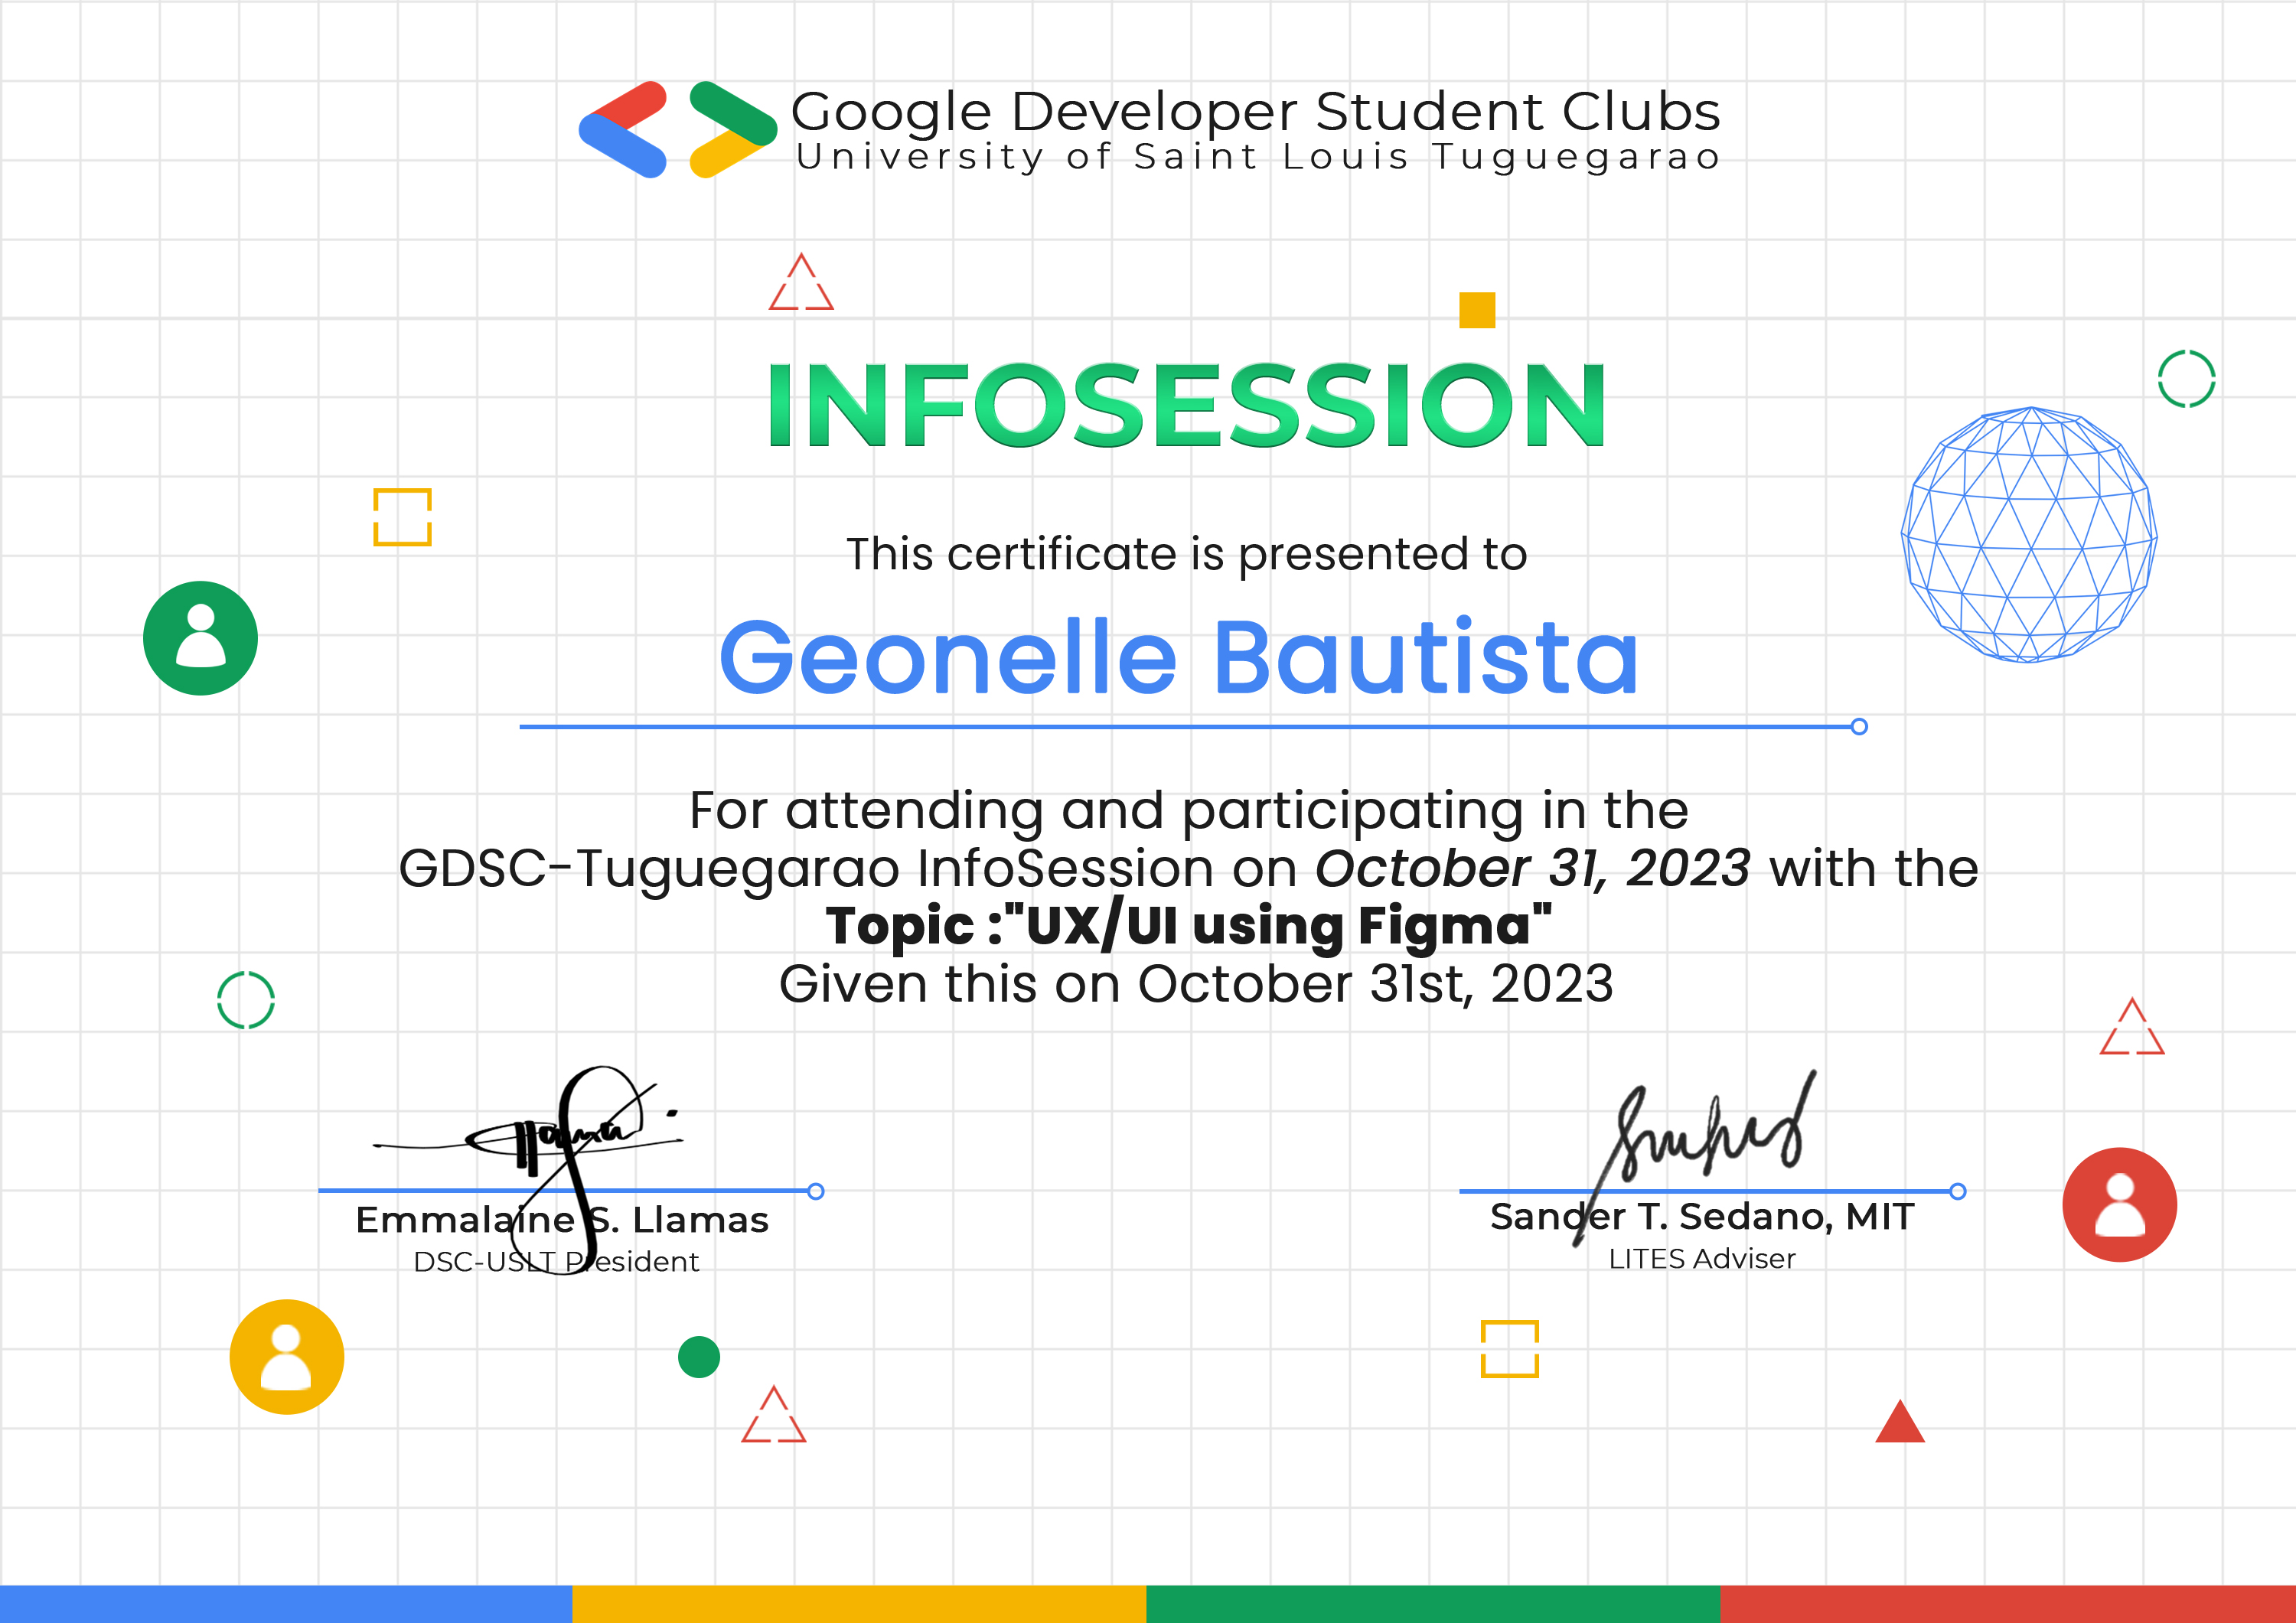 Google Developer Student Clubs
University of Saint Louis Tuguegarao
INFOSESSION
This certificate is presented to
Geonelle Bautista
For attending and participating in the
GDSC-Tuguegarao InfoSession on October 31, 2023 with the
Topic :"UX/UI using Figma"
Given this on October 31st, 2023
Emmalaine S. Llamas
DSC-USLT President
Sander T. Sedano, MIT
LITES Adviser